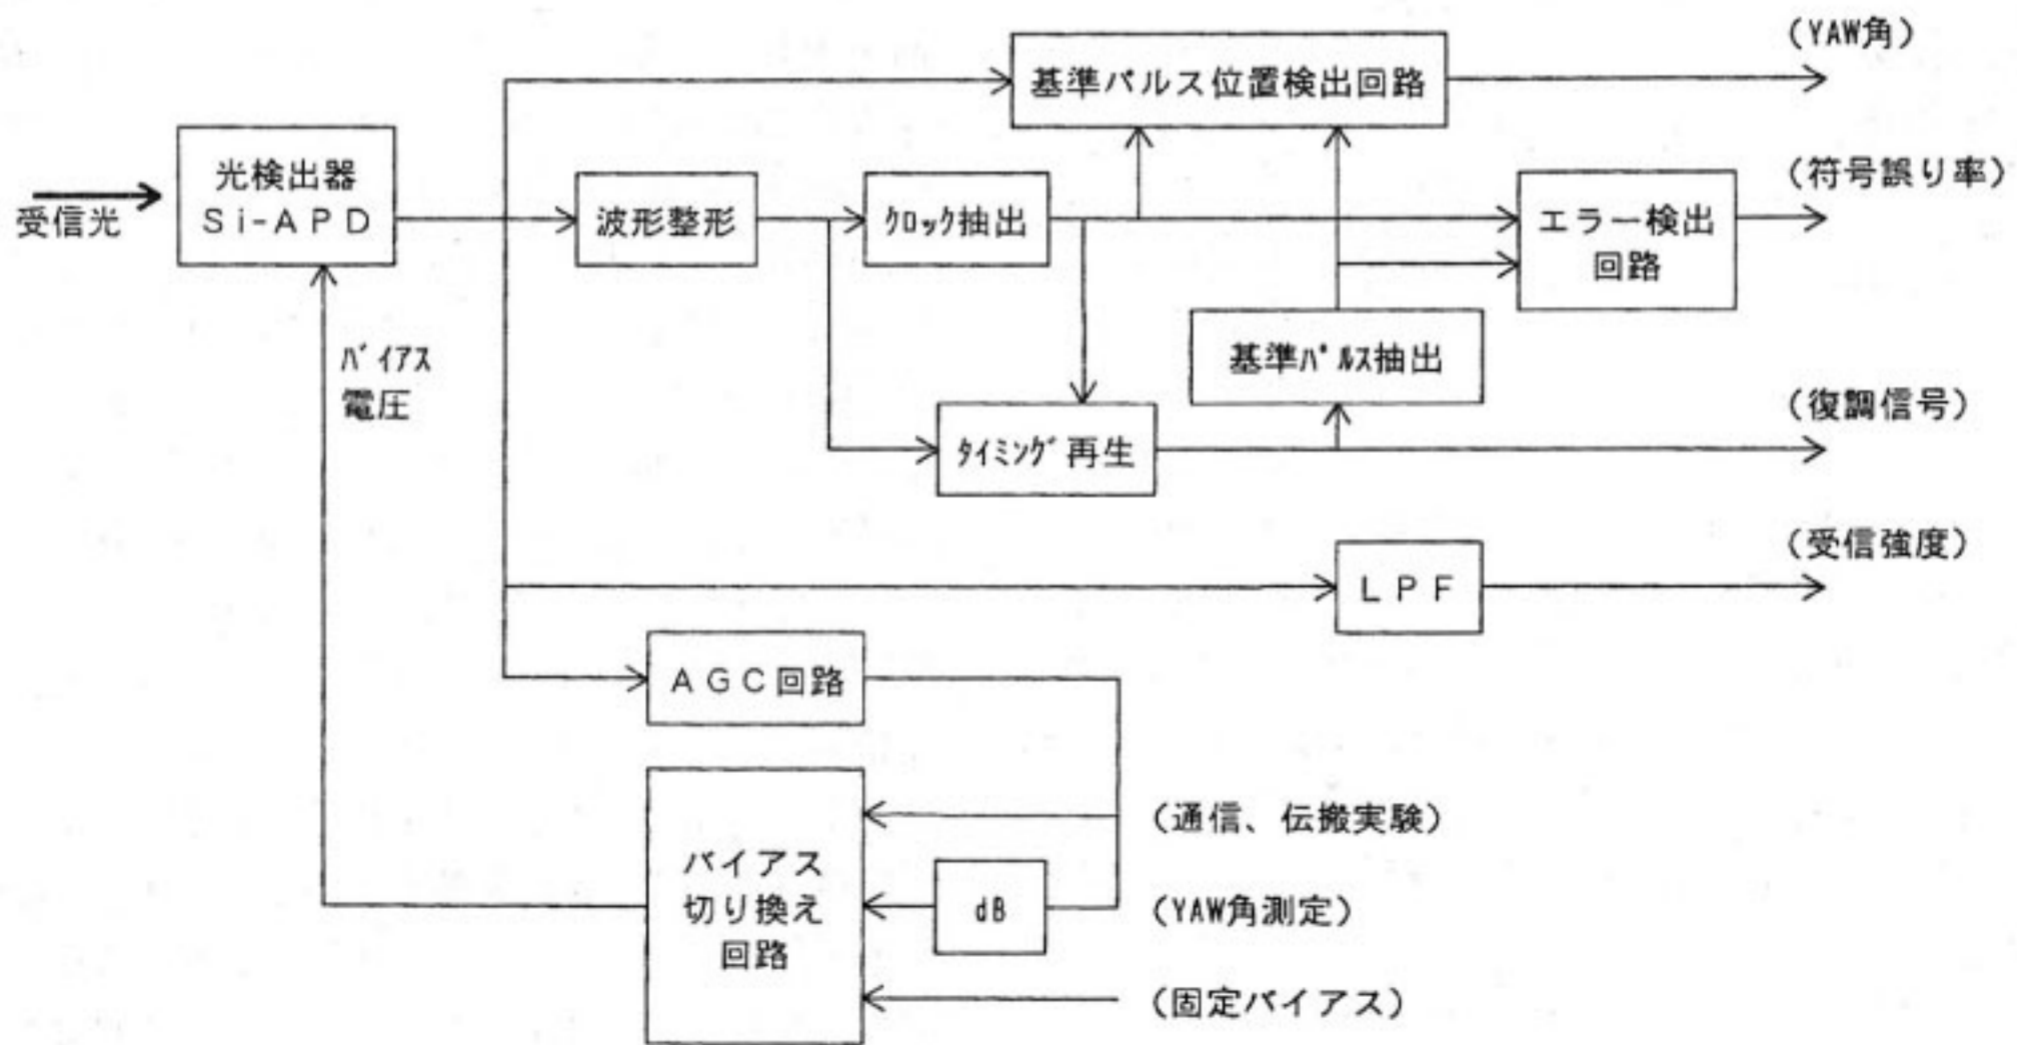 (YAW角)
基準パルス位置検出回路
光検出器
Si-APD
受信光
(符号誤り率)
波形整形
ｸﾛｯｸ抽出
エラー検出
回路
ﾊﾞｲｱｽ
電圧
基準ﾊﾟﾙｽ抽出
(復調信号)
ﾀｲﾐﾝｸﾞ再生
(受信強度)
LPF
AGC回路
(通信、伝搬実験)
バイアス
切り換え
回路
dB
(YAW角測定)
(固定バイアス)